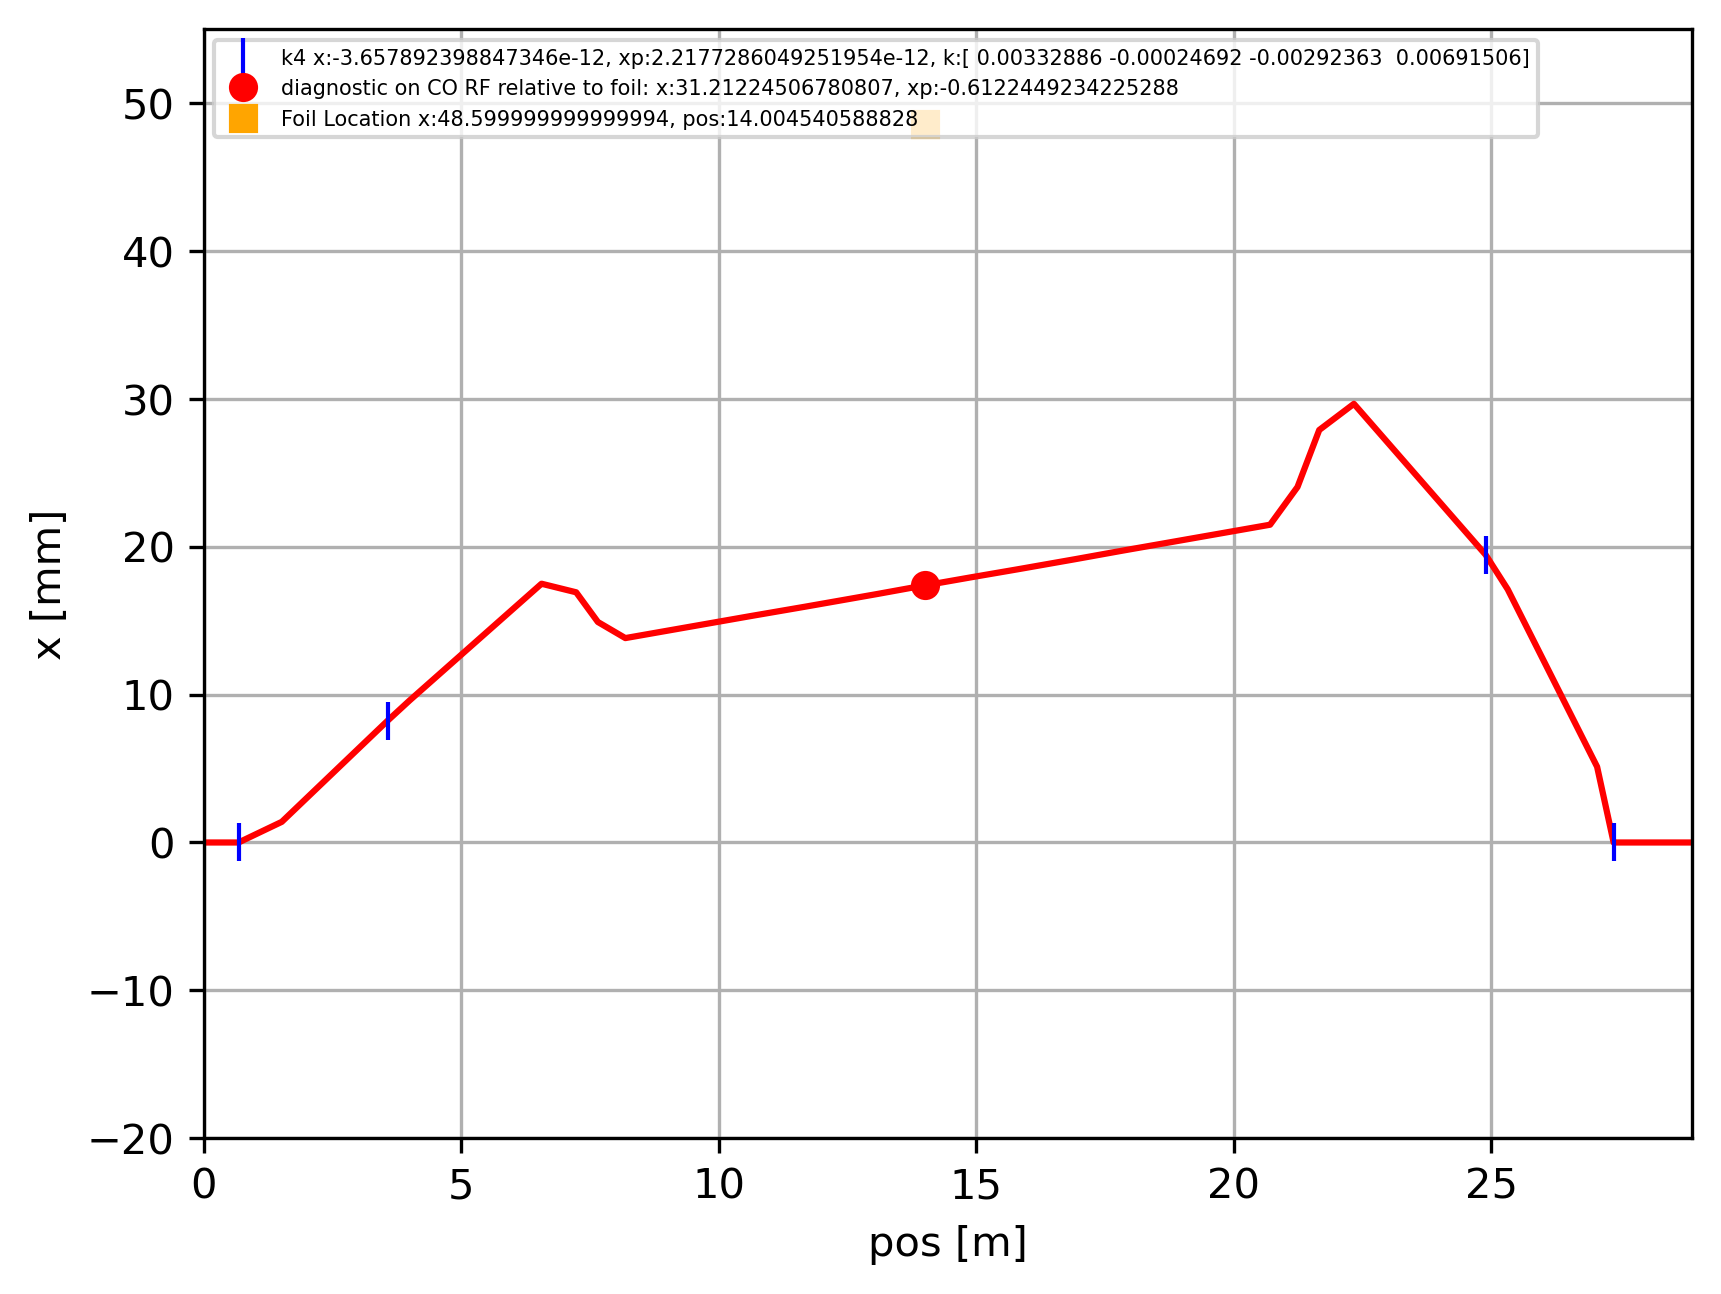 k4 x:-3.657892398847346e-12, xp:2.2177286049251954e-12, k:[ 0.00332886 -0.00024692 -0.00292363  0.00691506]
diagnostic on CO RF relative to foil: x:31.21224506780807, xp:-0.6122449234225288
Foil Location x:48.599999999999994, pos:14.004540588828
50
40
30
20
10
0
−10
−20
x [mm]
0 5 10 15 20 25
pos [m]